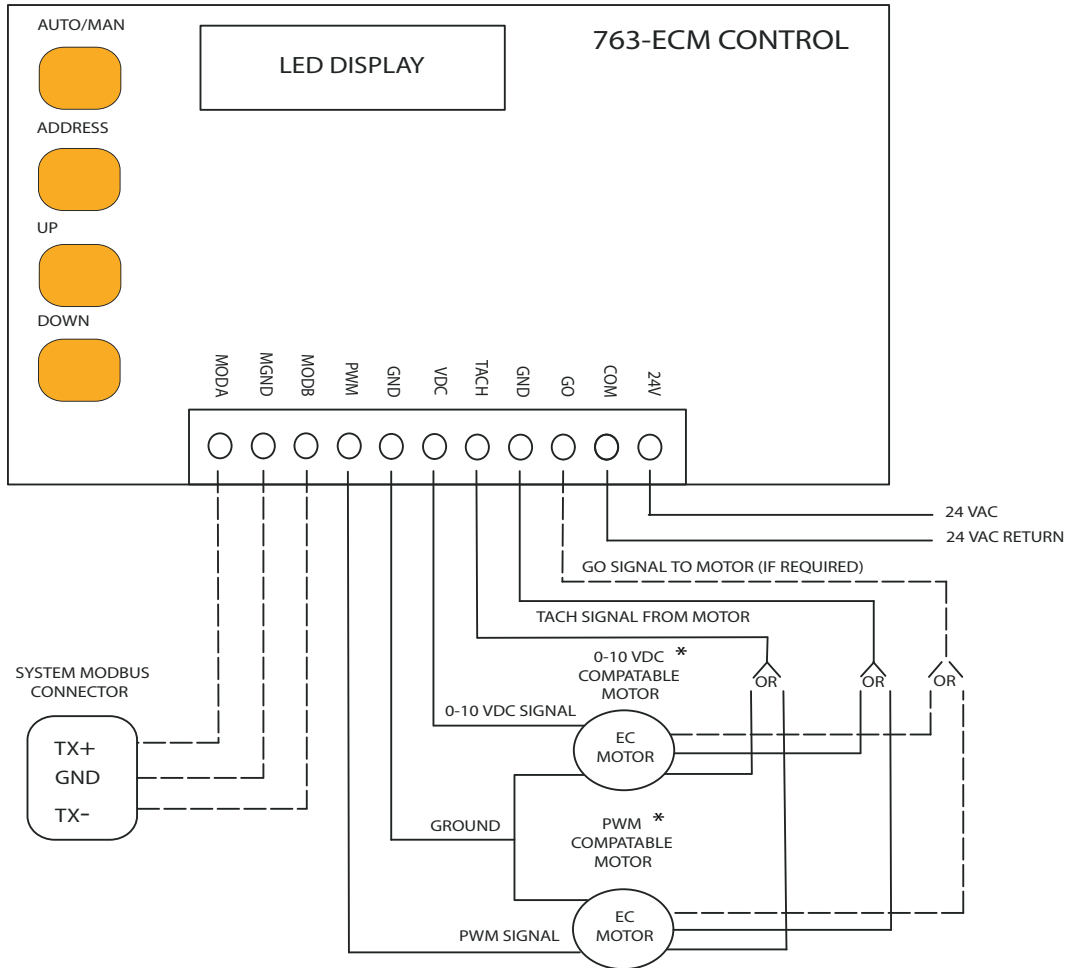 AUTO/MAN
763-ECM CONTROL
LED DISPLAY
ADDRESS
UP
DOWN
MODA
MGND
MODB
PWM
GND
VDC
TACH
GND
GO
COM
24V
24 VAC
24 VAC RETURN
GO SIGNAL TO MOTOR (IF REQUIRED)
TACH SIGNAL FROM MOTOR
0-10 VDC *
COMPATABLE
MOTOR
OR
OR
OR
SYSTEM MODBUS
CONNECTOR
0-10 VDC SIGNAL
EC
MOTOR
TX+
GND
TX-
GROUND
PWM *
COMPATABLE
MOTOR
EC
MOTOR
PWM SIGNAL